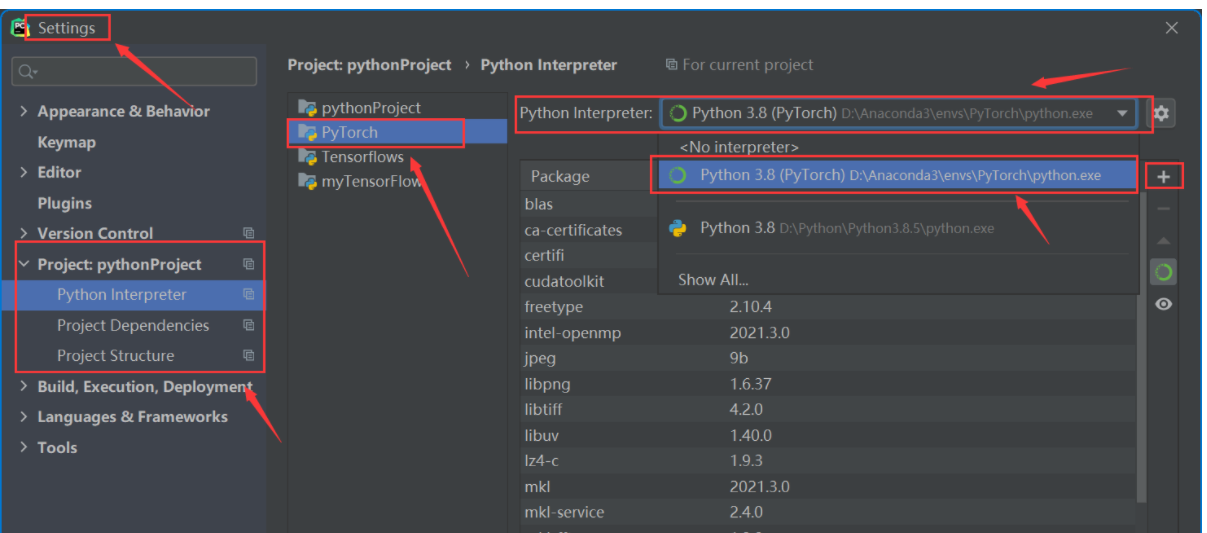 Settings
Project: pythonProject › Python Interpreter For current project
Appearance & Behavior
Keymap
Editor
Plugins
Version Control
Project: pythonProject
Python Interpreter
Project Dependencies
Project Structure
Build, Execution, Deployment
Languages & Frameworks
Tools
pythonProject
PyTorch
Tensorflows
myTensorFlow
Python Interpreter: Python 3.8 (PyTorch) D:\Anaconda3\envs\PyTorch\python.exe
<No interpreter>
Python 3.8 (PyTorch) D:\Anaconda3\envs\PyTorch\python.exe
Python 3.8 D:\Python\Python3.8.5\python.exe
Show All...
Package
blas
ca-certificates
certifi
cudatoolkit
freetype 2.10.4
intel-openmp 2021.3.0
jpeg 9b
libpng 1.6.37
libtiff 4.2.0
libuv 1.40.0
lz4-c 1.9.3
mkl 2021.3.0
mkl-service 2.4.0